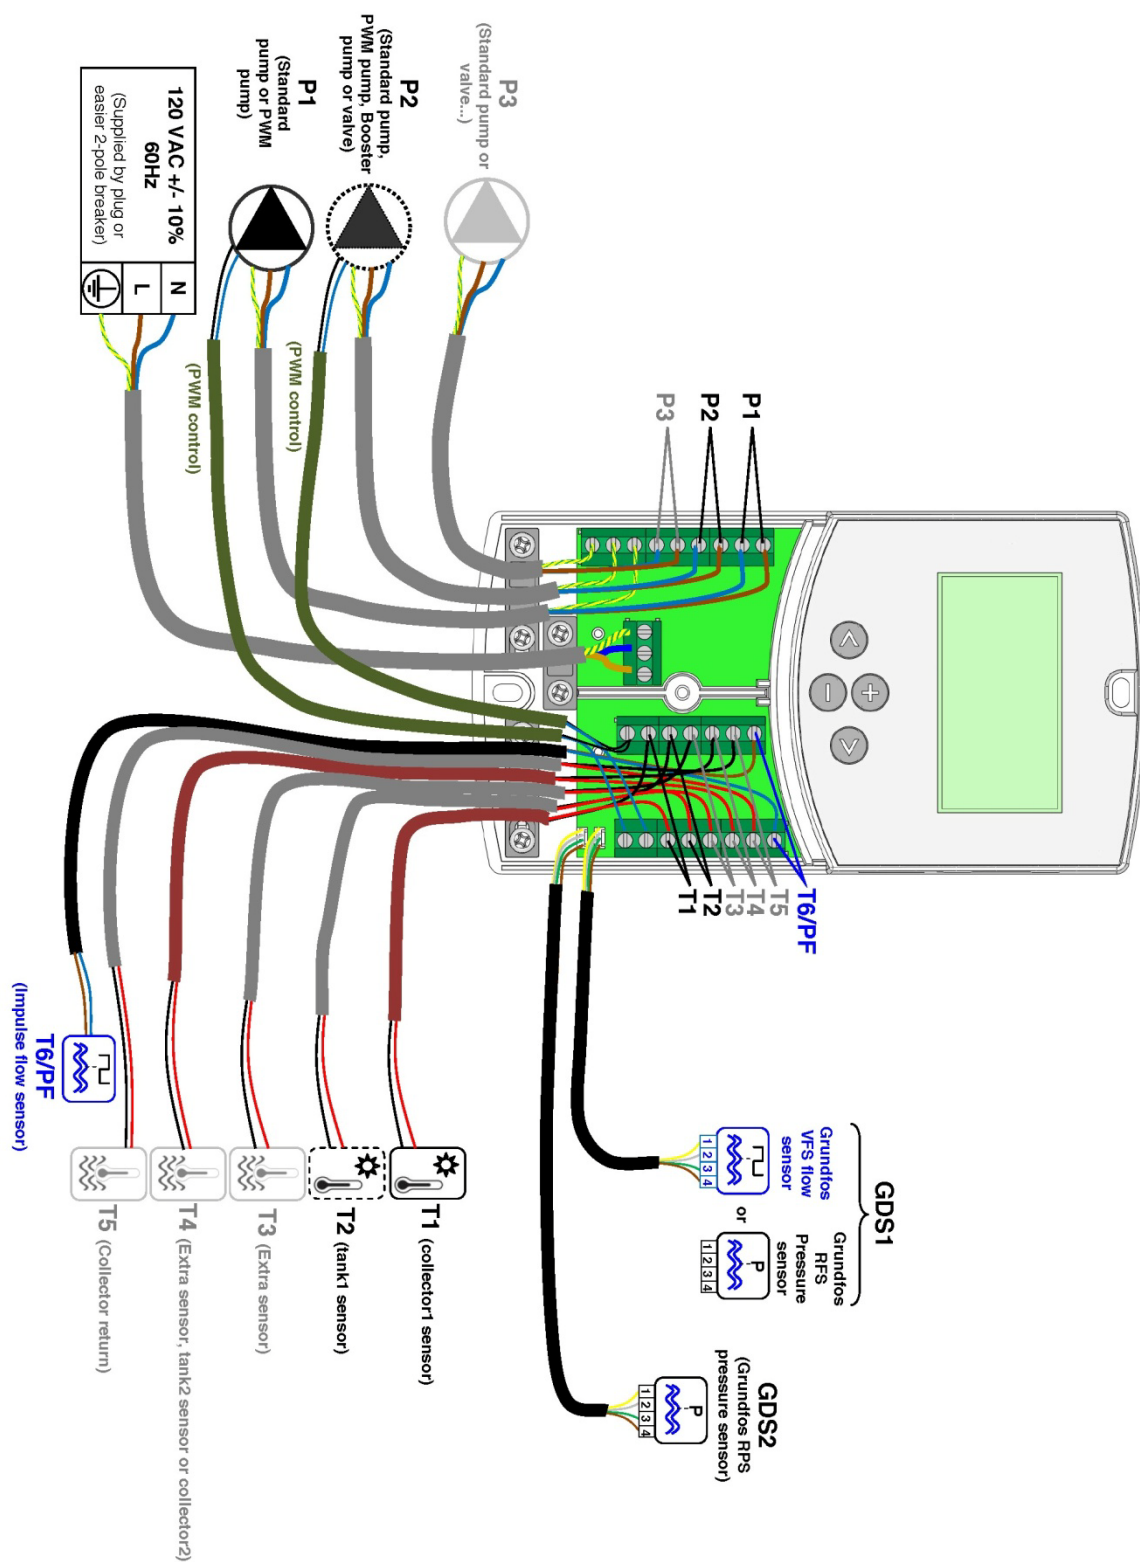 120 VAC +/- 10%
60Hz
(Supplied by plug or
easier 2-pole breaker)
N
L
P1
(Standard
pump or PWM
pump)
P2
(Standard pump,
PWM pump, Booster
pump or valve)
P3
(Standard pump or
valve...)
(PWM control)
(PWM control)
P3
P2
P1
T1
T2
T3
T4
T5
T6/PF
T6/PF
(Impulse flow sensor)
T5 (Collector return)
T4 (Extra sensor, tank2 sensor or collector2)
T3 (Extra sensor)
T2 (tank1 sensor)
T1 (collector1 sensor)
GDS1
Grundfos
VFS flow
sensor
1 2 3 4
or
Grundfos
RFS
Pressure
sensor
P
1 2 3 4
GDS2
(Grundfos RPS
pressure sensor)
P
1 2 3 4